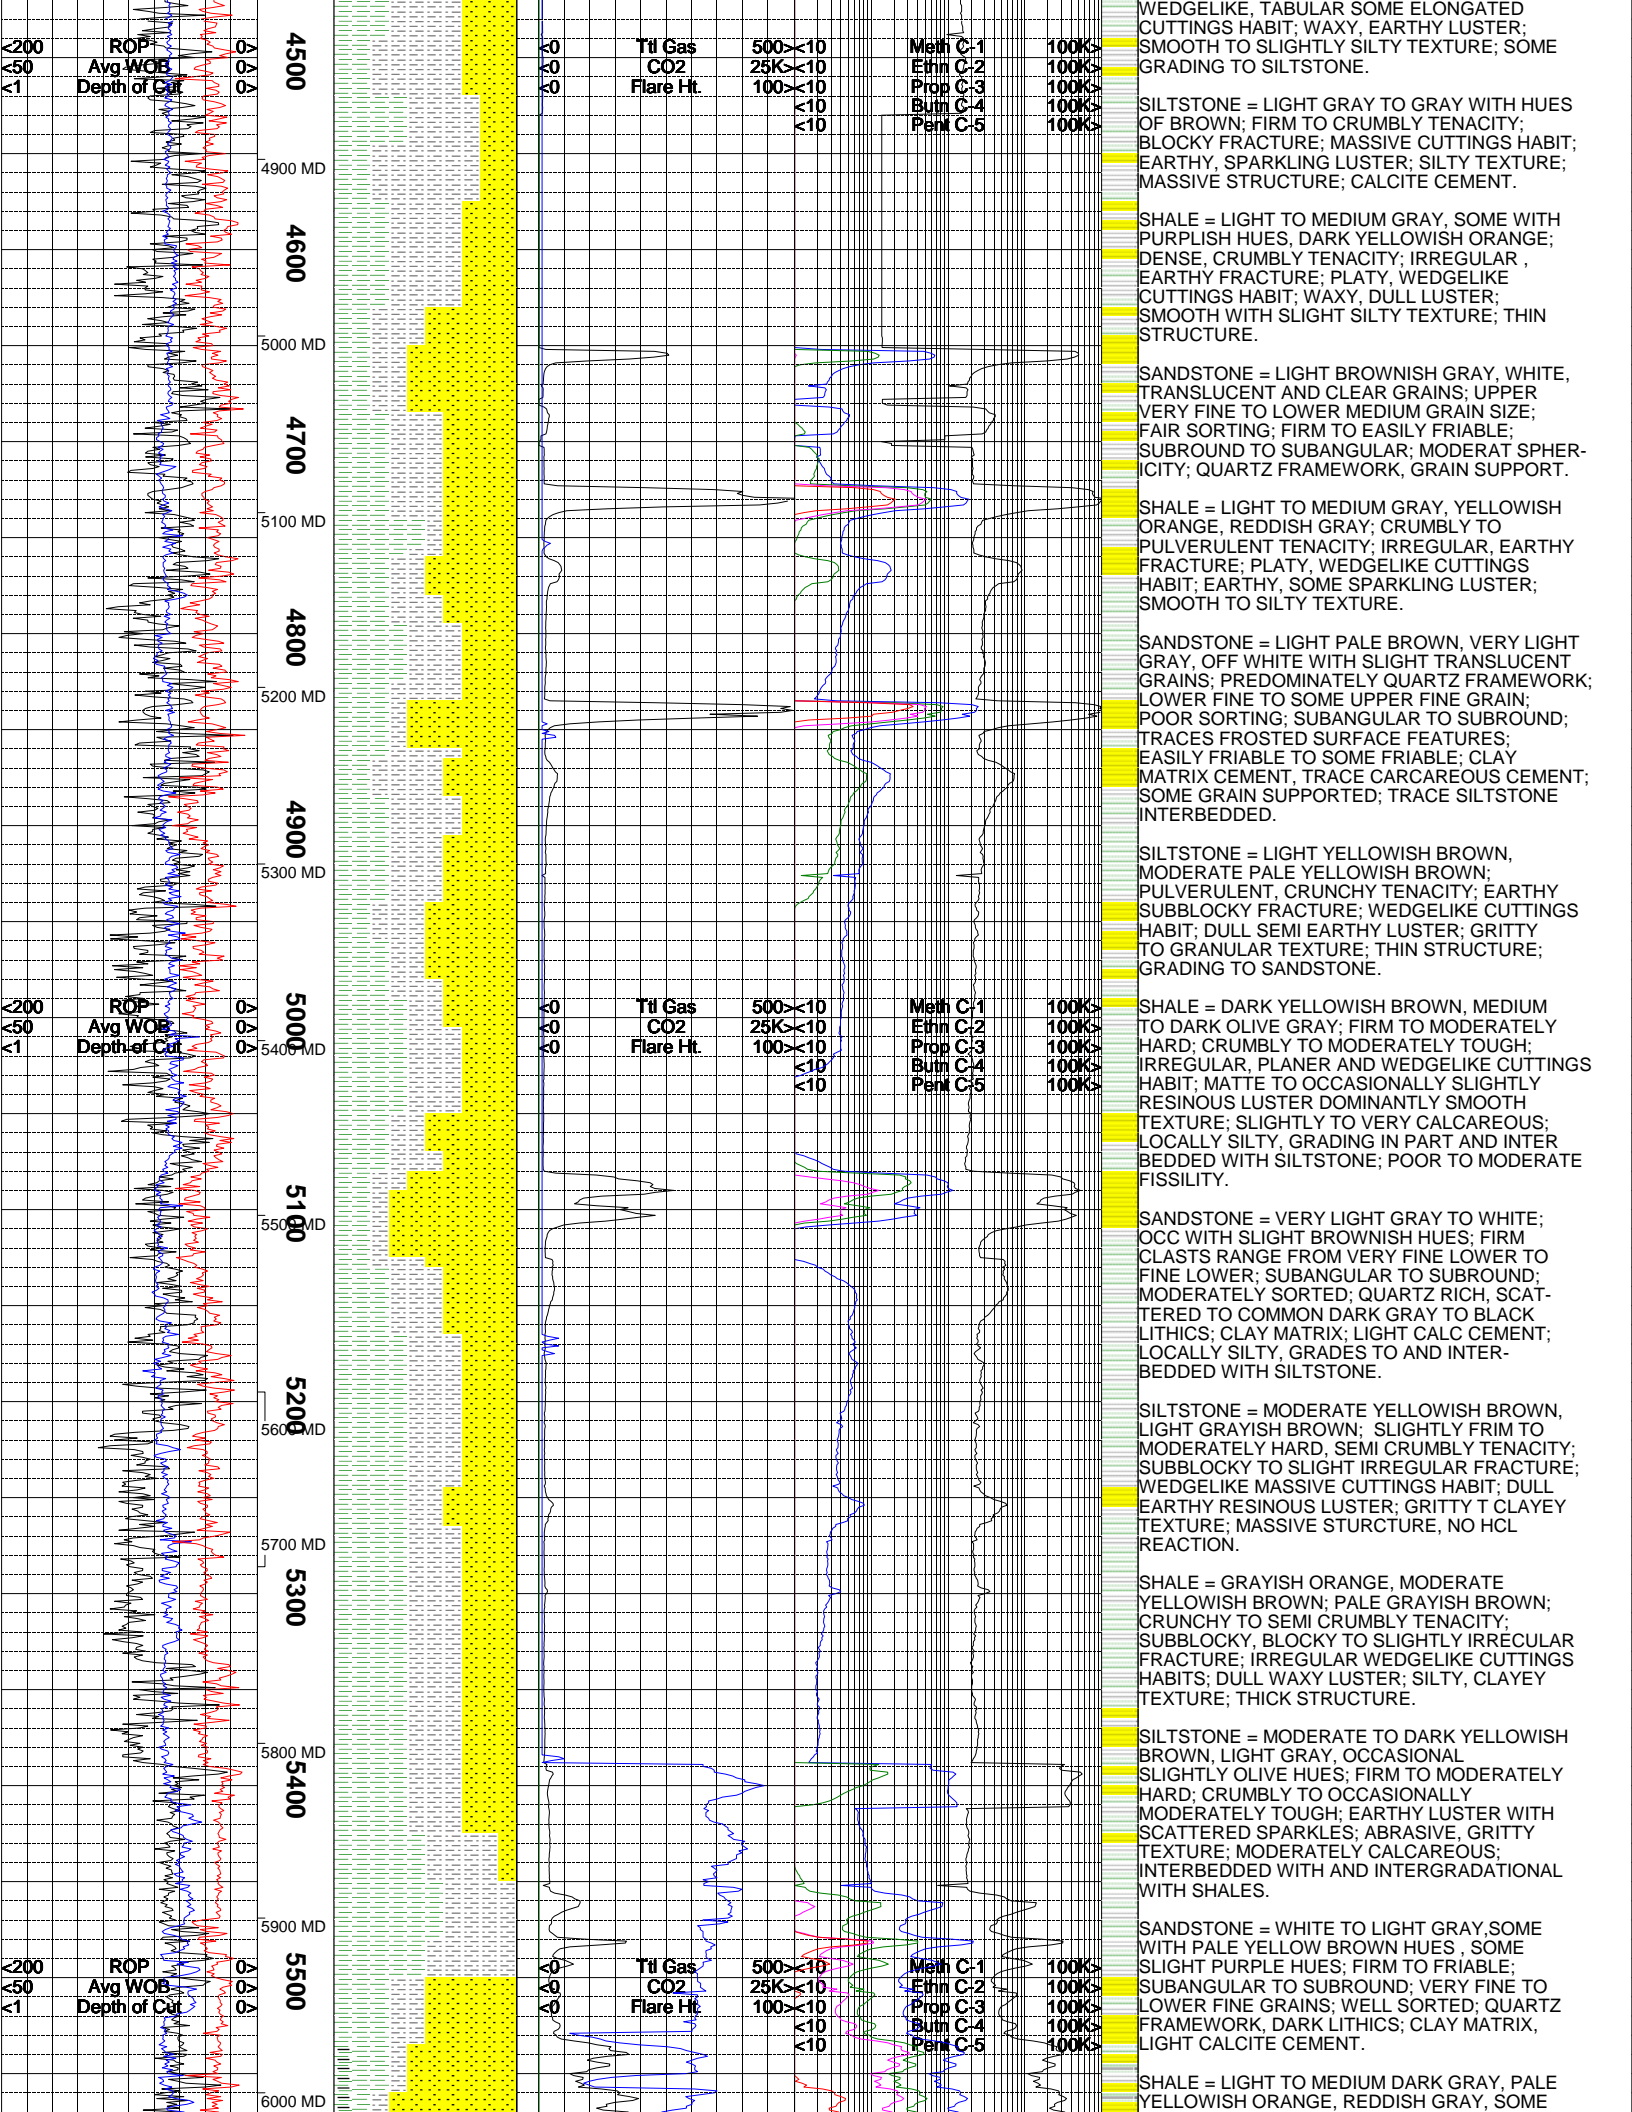 <200 ROP 0>
<50 Avg WOB 0>
<1 Depth of Cut 0>
4500
<0 Ttl Gas 500>
<0 CO2 25K>
<0 Flare Ht. 100>
<10 Meth C-1 100K>
<10 Ethn C-2 100K>
<10 Prop C-3 100K>
<10 Butn C-4 100K>
<10 Pent C-5 100K>
4900 MD
4600
5000 MD
4700
5100 MD
4800
5200 MD
4900
5300 MD
<200 ROP 0>
<50 Avg WOB 0>
<1 Depth of Cut 0>
5000
5400 MD
<0 Ttl Gas 500>
<0 CO2 25K>
<0 Flare Ht. 100>
<10 Meth C-1 100K>
<10 Ethn C-2 100K>
<10 Prop C-3 100K>
<10 Butn C-4 100K>
<10 Pent C-5 100K>
5100
5500 MD
5200
5600 MD
5700 MD
5300
5800 MD
5400
5900 MD
5500
<200 ROP 0>
<50 Avg WOB 0>
<1 Depth of Cut 0>
<0 Ttl Gas 500>
<0 CO2 25K>
<0 Flare Ht. 100>
<10 Meth C-1 100K>
<10 Ethn C-2 100K>
<10 Prop C-3 100K>
<10 Butn C-4 100K>
<10 Pent C-5 100K>
6000 MD
WEDGELIKE, TABULAR SOME ELONGATED
CUTTINGS HABIT; WAXY, EARTHY LUSTER;
SMOOTH TO SLIGHTLY SILTY TEXTURE; SOME
GRADING TO SILTSTONE.
SILTSTONE = LIGHT GRAY TO GRAY WITH HUES
OF BROWN; FIRM TO CRUMBLY TENACITY;
BLOCKY FRACTURE; MASSIVE CUTTINGS HABIT;
EARTHY, SPARKLING LUSTER; SILTY TEXTURE;
MASSIVE STRUCTURE; CALCITE CEMENT.
SHALE = LIGHT TO MEDIUM GRAY, SOME WITH
PURPLISH HUES, DARK YELLOWISH ORANGE;
DENSE, CRUMBLY TENACITY; IRREGULAR ,
EARTHY FRACTURE; PLATY, WEDGELIKE
CUTTINGS HABIT; WAXY, DULL LUSTER;
SMOOTH WITH SLIGHT SILTY TEXTURE; THIN
STRUCTURE.
SANDSTONE = LIGHT BROWNISH GRAY, WHITE,
TRANSLUCENT AND CLEAR GRAINS; UPPER
VERY FINE TO LOWER MEDIUM GRAIN SIZE;
FAIR SORTING; FIRM TO EASILY FRIABLE;
SUBROUND TO SUBANGULAR; MODERAT SPHER-
ICITY; QUARTZ FRAMEWORK, GRAIN SUPPORT.
SHALE = LIGHT TO MEDIUM GRAY, YELLOWISH
ORANGE, REDDISH GRAY; CRUMBLY TO
PULVERULENT TENACITY; IRREGULAR, EARTHY
FRACTURE; PLATY, WEDGELIKE CUTTINGS
HABIT; EARTHY, SOME SPARKLING LUSTER;
SMOOTH TO SILTY TEXTURE.
SANDSTONE = LIGHT PALE BROWN, VERY LIGHT
GRAY, OFF WHITE WITH SLIGHT TRANSLUCENT
GRAINS; PREDOMINATELY QUARTZ FRAMEWORK;
LOWER FINE TO SOME UPPER FINE GRAIN;
POOR SORTING; SUBANGULAR TO SUBROUND;
TRACES FROSTED SURFACE FEATURES;
EASILY FRIABLE TO SOME FRIABLE; CLAY
MATRIX CEMENT, TRACE CARCAREOUS CEMENT;
SOME GRAIN SUPPORTED; TRACE SILTSTONE
INTERBEDDED.
SILTSTONE = LIGHT YELLOWISH BROWN,
MODERATE PALE YELLOWISH BROWN;
PULVERULENT, CRUNCHY TENACITY; EARTHY
SUBBLOCKY FRACTURE; WEDGELIKE CUTTINGS
HABIT; DULL SEMI EARTHY LUSTER; GRITTY
TO GRANULAR TEXTURE; THIN STRUCTURE;
GRADING TO SANDSTONE.
SHALE = DARK YELLOWISH BROWN, MEDIUM
TO DARK OLIVE GRAY; FIRM TO MODERATELY
HARD; CRUMBLY TO MODERATELY TOUGH;
IRREGULAR, PLANER AND WEDGELIKE CUTTINGS
HABIT; MATTE TO OCCASIONALLY SLIGHTLY
RESINOUS LUSTER DOMINANTLY SMOOTH
TEXTURE; SLIGHTLY TO VERY CALCAREOUS;
LOCALLY SILTY, GRADING IN PART AND INTER
BEDDED WITH SILTSTONE; POOR TO MODERATE
FISSILITY.
SANDSTONE = VERY LIGHT GRAY TO WHITE;
OCC WITH SLIGHT BROWNISH HUES; FIRM
CLASTS RANGE FROM VERY FINE LOWER TO
FINE LOWER; SUBANGULAR TO SUBROUND;
MODERATELY SORTED; QUARTZ RICH, SCAT-
TERED TO COMMON DARK GRAY TO BLACK
LITHICS; CLAY MATRIX; LIGHT CALC CEMENT;
LOCALLY SILTY, GRADES TO AND INTER-
BEDDED WITH SILTSTONE.
SILTSTONE = MODERATE YELLOWISH BROWN,
LIGHT GRAYISH BROWN; SLIGHTLY FRIM TO
MODERATELY HARD, SEMI CRUMBLY TENACITY;
SUBBLOCKY TO SLIGHT IRREGULAR FRACTURE;
WEDGELIKE MASSIVE CUTTINGS HABIT; DULL
EARTHY RESINOUS LUSTER; GRITTY T CLAYEY
TEXTURE; MASSIVE STURCTURE, NO HCL
REACTION.
SHALE = GRAYISH ORANGE, MODERATE
YELLOWISH BROWN; PALE GRAYISH BROWN;
CRUNCHY TO SEMI CRUMBLY TENACITY;
SUBBLOCKY, BLOCKY TO SLIGHTLY IRRECULAR
FRACTURE; IRREGULAR WEDGELIKE CUTTINGS
HABITS; DULL WAXY LUSTER; SILTY, CLAYEY
TEXTURE; THICK STRUCTURE.
SILTSTONE = MODERATE TO DARK YELLOWISH
BROWN, LIGHT GRAY, OCCASIONAL
SLIGHTLY OLIVE HUES; FIRM TO MODERATELY
HARD; CRUMBLY TO OCCASIONALLY
MODERATELY TOUGH; EARTHY LUSTER WITH
SCATTERED SPARKLES; ABRASIVE, GRITTY
TEXTURE; MODERATELY CALCAREOUS;
INTERBEDDED WITH AND INTERGRADATIONAL
WITH SHALES.
SANDSTONE = WHITE TO LIGHT GRAY,SOME
WITH PALE YELLOW BROWN HUES , SOME
SLIGHT PURPLE HUES; FIRM TO FRIABLE;
SUBANGULAR TO SUBROUND; VERY FINE TO
LOWER FINE GRAINS; WELL SORTED; QUARTZ
FRAMEWORK, DARK LITHICS; CLAY MATRIX,
LIGHT CALCITE CEMENT.
SHALE = LIGHT TO MEDIUM DARK GRAY, PALE
YELLOWISH ORANGE, REDDISH GRAY, SOME